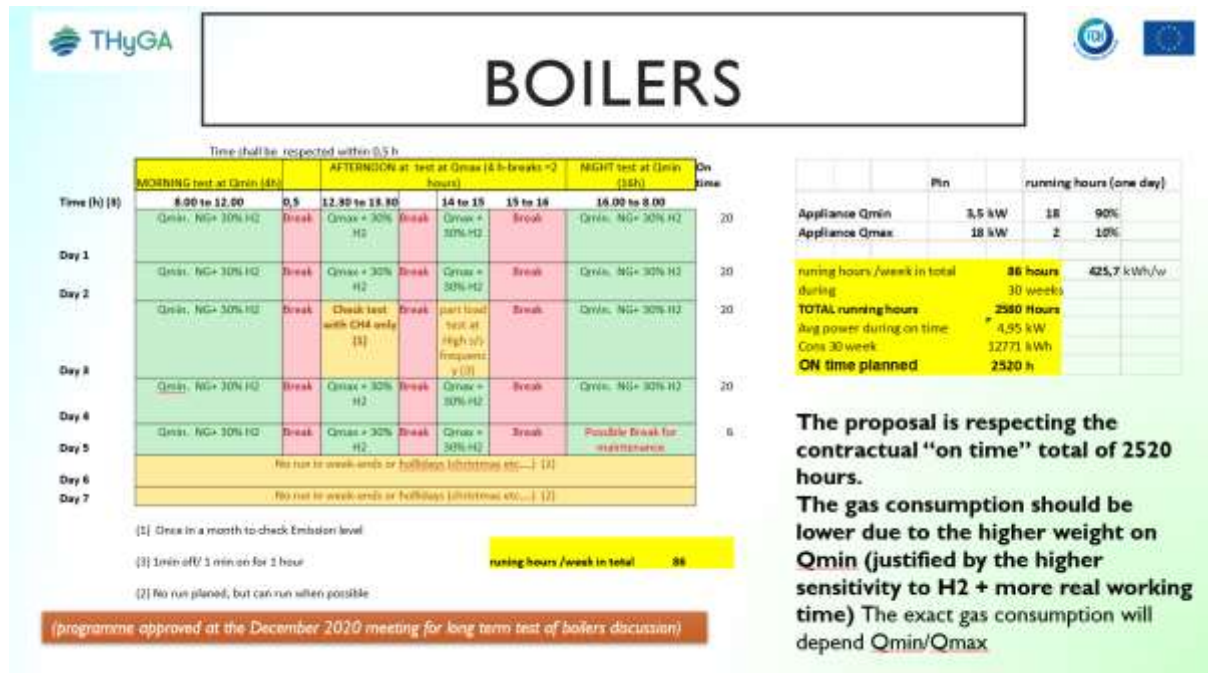 THyGA
BOILERS
Time shall be respected within 0,5 h
MORNING test at Qmin (4h) AFTERNOON at test at Qmax (4 h-breaks =2 hours) NIGHT test at Qmin (16h) On time
Time (h) (3) 8.00 to 12.00 0,5 12.30 to 13.30 14 to 15 15 to 16 16.00 to 8.00
Day 1 Qmin. NG+ 30% H2 Break Qmax + 30% H2 Break Qmax + 30% H2 Break Qmin. NG+ 30% H2 20
Day 2 Qmin. NG+ 30% H2 Break Qmax + 30% H2 Break Qmax + 30% H2 Break Qmin. NG+ 30% H2 20
Day 3 Qmin. NG+ 30% H2 Break Check test with CH4 only (1) Break part load test at High o/s frequency (3) Break Qmin. NG+ 30% H2 20
Day 4 Qmin. NG+ 30% H2 Break Qmax + 30% H2 Break Qmax + 30% H2 Break Qmin. NG+ 30% H2 20
Day 5 Qmin. NG+ 30% H2 Break Qmax + 30% H2 Break Qmax + 30% H2 Break Possible Break for maintenance 6
Day 6 No run in week-ends or hollidays (christmas etc....) (2)
Day 7 No run in week-ends or hollidays (christmas etc....) (2)
(1) Once in a month to check Emission level
(3) 1min off/ 1 min on for 1 hour
runing hours /week in total 86
(2) No run planed, but can run when possible
(programme approved at the December 2020 meeting for long term test of boilers discussion)
Pin running hours (one day)
Appliance Qmin 3,5 kW 18 90%
Appliance Qmax 18 kW 2 10%
runing hours /week in total 86 hours 425,7 kWh/w
during 30 weeks
TOTAL running hours 2580 Hours
Avg power during on time 4,95 kW
Cons 30 week 12771 kWh
ON time planned 2520 h
The proposal is respecting the
contractual “on time” total of 2520
hours.
The gas consumption should be
lower due to the higher weight on
Qmin (justified by the higher
sensitivity to H2 + more real working
time) The exact gas consumption will
depend Qmin/Qmax